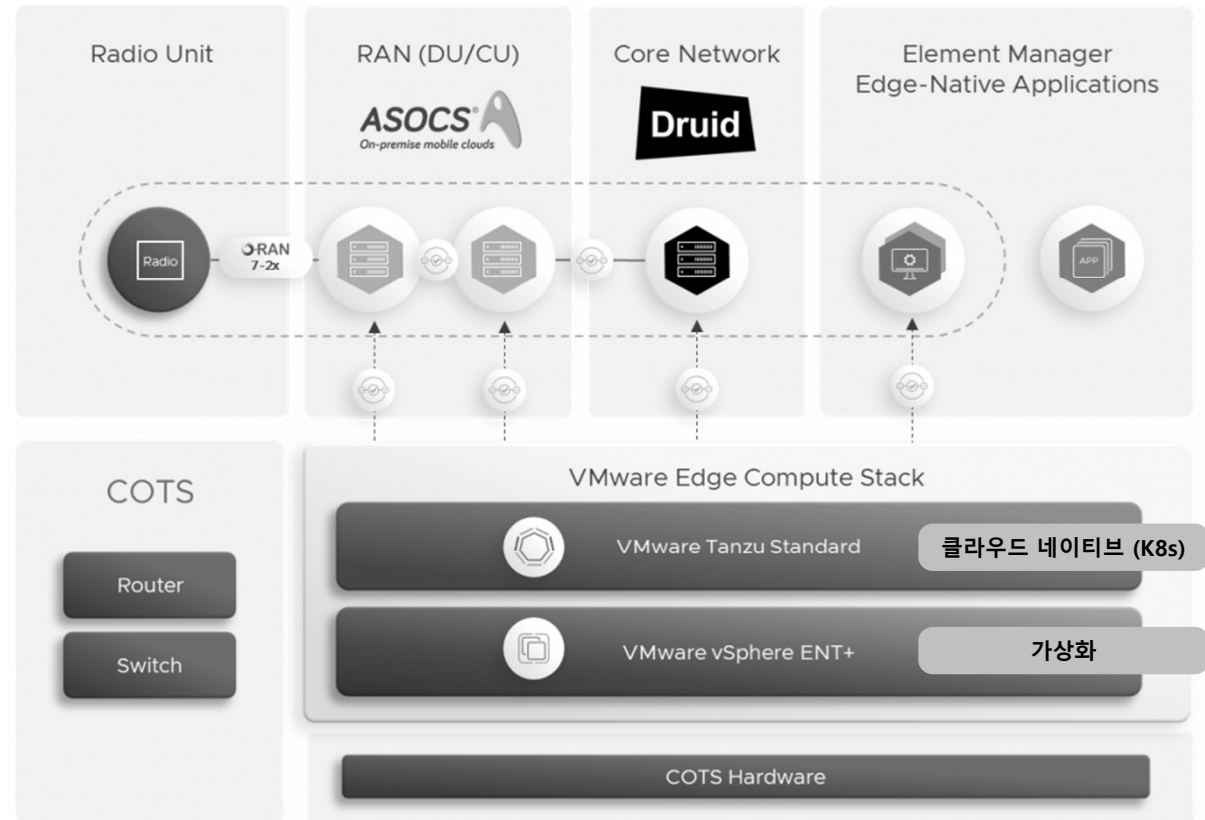 Radio Unit
RAN (DU/CU)
ASOCS
On-premise mobile clouds
Core Network
Druid
Element Manager
Edge-Native Applications
Radio
O-RAN
7-2x
APP
COTS
Router
Switch
VMware Edge Compute Stack
VMware Tanzu Standard
클라우드 네이티브 (K8s)
VMware vSphere ENT+
가상화
COTS Hardware